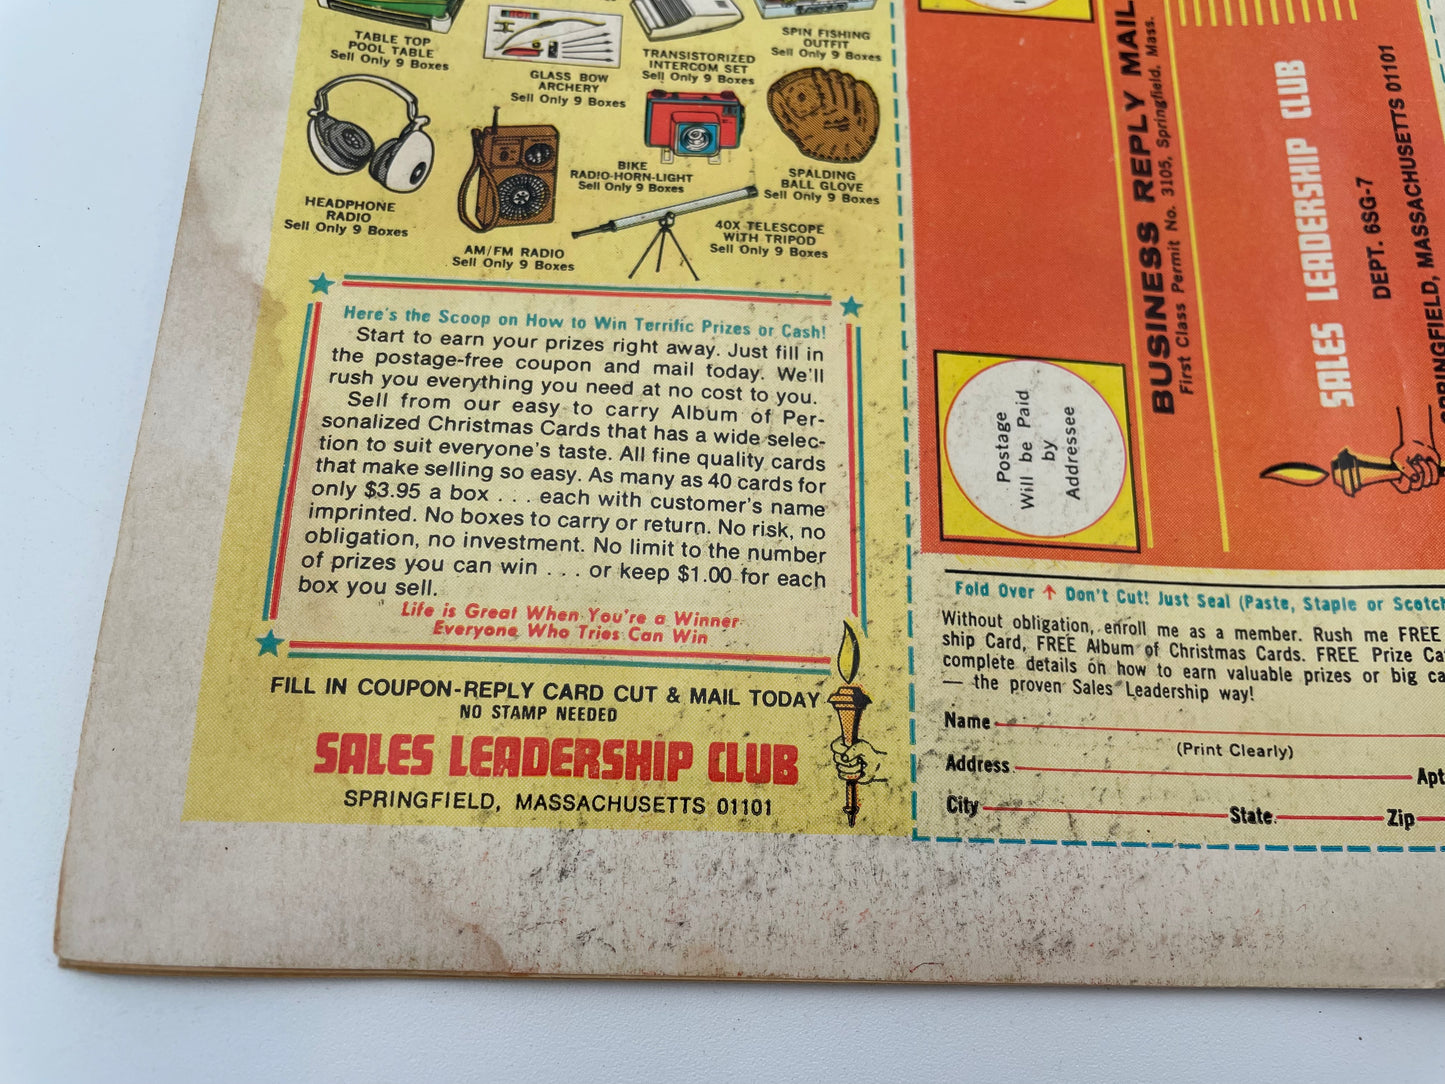 TABLE TOP
POOL TABLE
Sell Only 9 Boxes
GLASS BOW
ARCHERY
Sell Only 9 Boxes
TRANSISTORIZED
INTERCOM SET
Sell Only 9 Boxes
SPIN FISHING
OUTFIT
Sell Only 9 Boxes
HEADPHONE
RADIO
Sell Only 9 Boxes
AM/FM RADIO
Sell Only 9 Boxes
BIKE
RADIO-HORN-LIGHT
Sell Only 9 Boxes
SPALDING
BALL GLOVE
Sell Only 9 Boxes
40X TELESCOPE
WITH TRIPOD
Sell Only 9 Boxes
Here's the Scoop on How to Win Terrific Prizes or Cash!
Start to earn your prizes right away. Just fill in
the postage-free coupon and mail today. We'll
rush you everything you need at no cost to you.
Sell from our easy to carry Album of Per-
sonalized Christmas Cards that has a wide selec-
tion to suit everyone's taste. All fine quality cards
that make selling so easy. As many as 40 cards for
only $3.95 a box . . . each with customer's name
imprinted. No boxes to carry or return. No risk, no
obligation, no investment. No limit to the number
of prizes you can win . . . or keep $1.00 for each
box you sell.
Life is Great When You're a Winner
Everyone Who Tries Can Win
FILL IN COUPON-REPLY CARD CUT & MAIL TODAY
NO STAMP NEEDED
SALES LEADERSHIP CLUB
SPRINGFIELD, MASSACHUSETTS 01101
BUSINESS REPLY MAIL
First Class Permit No. 3105, Springfield, Mass.
Postage
Will be Paid
by
Addressee
SALES LEADERSHIP CLUB
DEPT. 6SG-7
SPRINGFIELD, MASSACHUSETTS 01101
Fold Over ↑ Don't Cut! Just Seal (Paste, Staple or Scotch
Without obligation, enroll me as a member. Rush me FREE
ship Card, FREE Album of Christmas Cards. FREE Prize Ca
complete details on how to earn valuable prizes or big ca
— the proven Sales Leadership way!
Name
(Print Clearly)
Address Apt
City State Zip